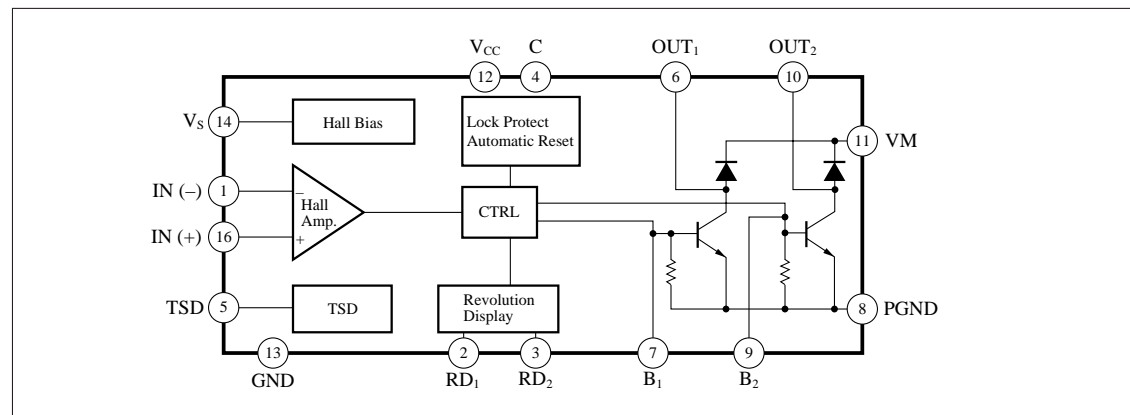 V_CC C OUT₁ OUT₂
12 4 6 10
V_S 14 Hall Bias
Lock Protect
Automatic Reset
11 VM
IN (–) 1
–
Hall
Amp.
+
CTRL
IN (+) 16
TSD 5 TSD
Revolution
Display
8 PGND
13 2 3 7 9
GND RD₁ RD₂ B₁ B₂